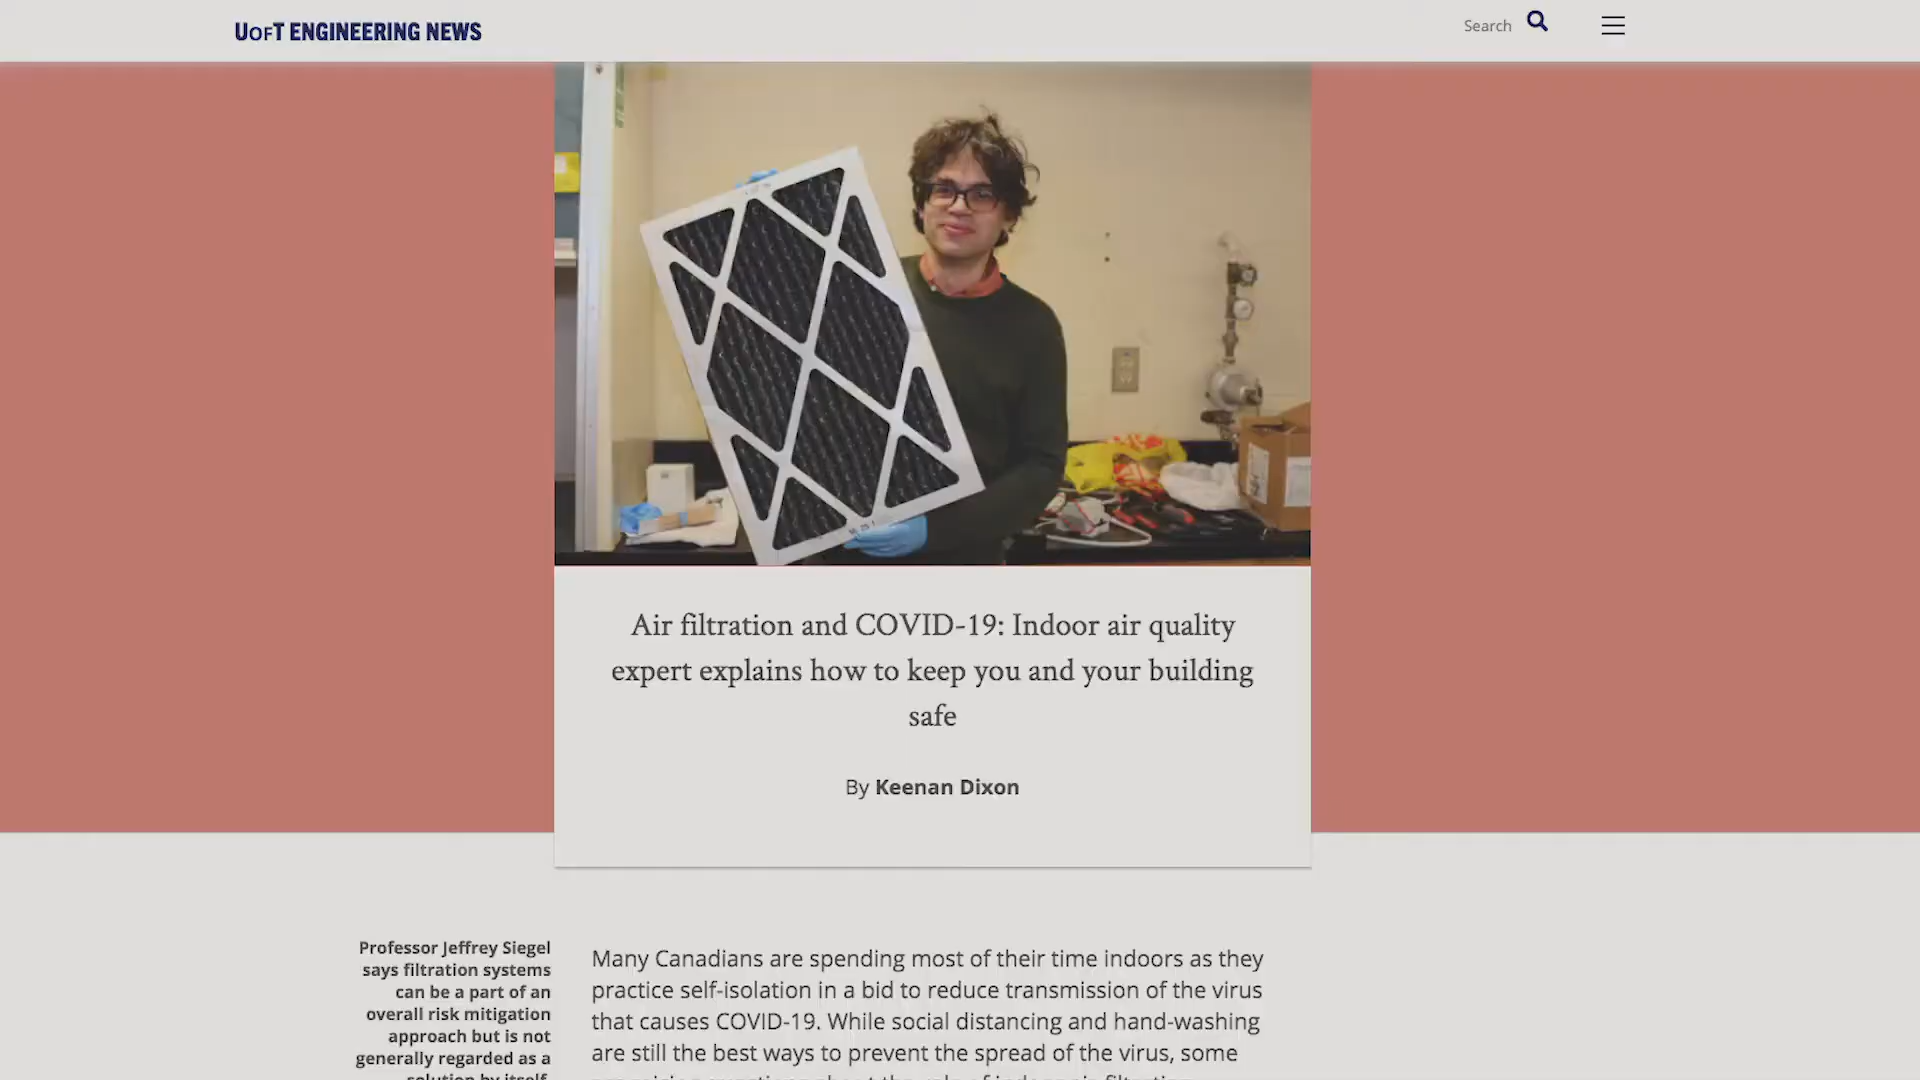 UOFT ENGINEERING NEWS
Search
Air filtration and COVID-19: Indoor air quality
expert explains how to keep you and your building
safe
By Keenan Dixon
Professor Jeffrey Siegel
says filtration systems
can be a part of an
overall risk mitigation
approach but is not
generally regarded as a
solution by itself.
Many Canadians are spending most of their time indoors as they
practice self-isolation in a bid to reduce transmission of the virus
that causes COVID-19. While social distancing and hand-washing
are still the best ways to prevent the spread of the virus, some